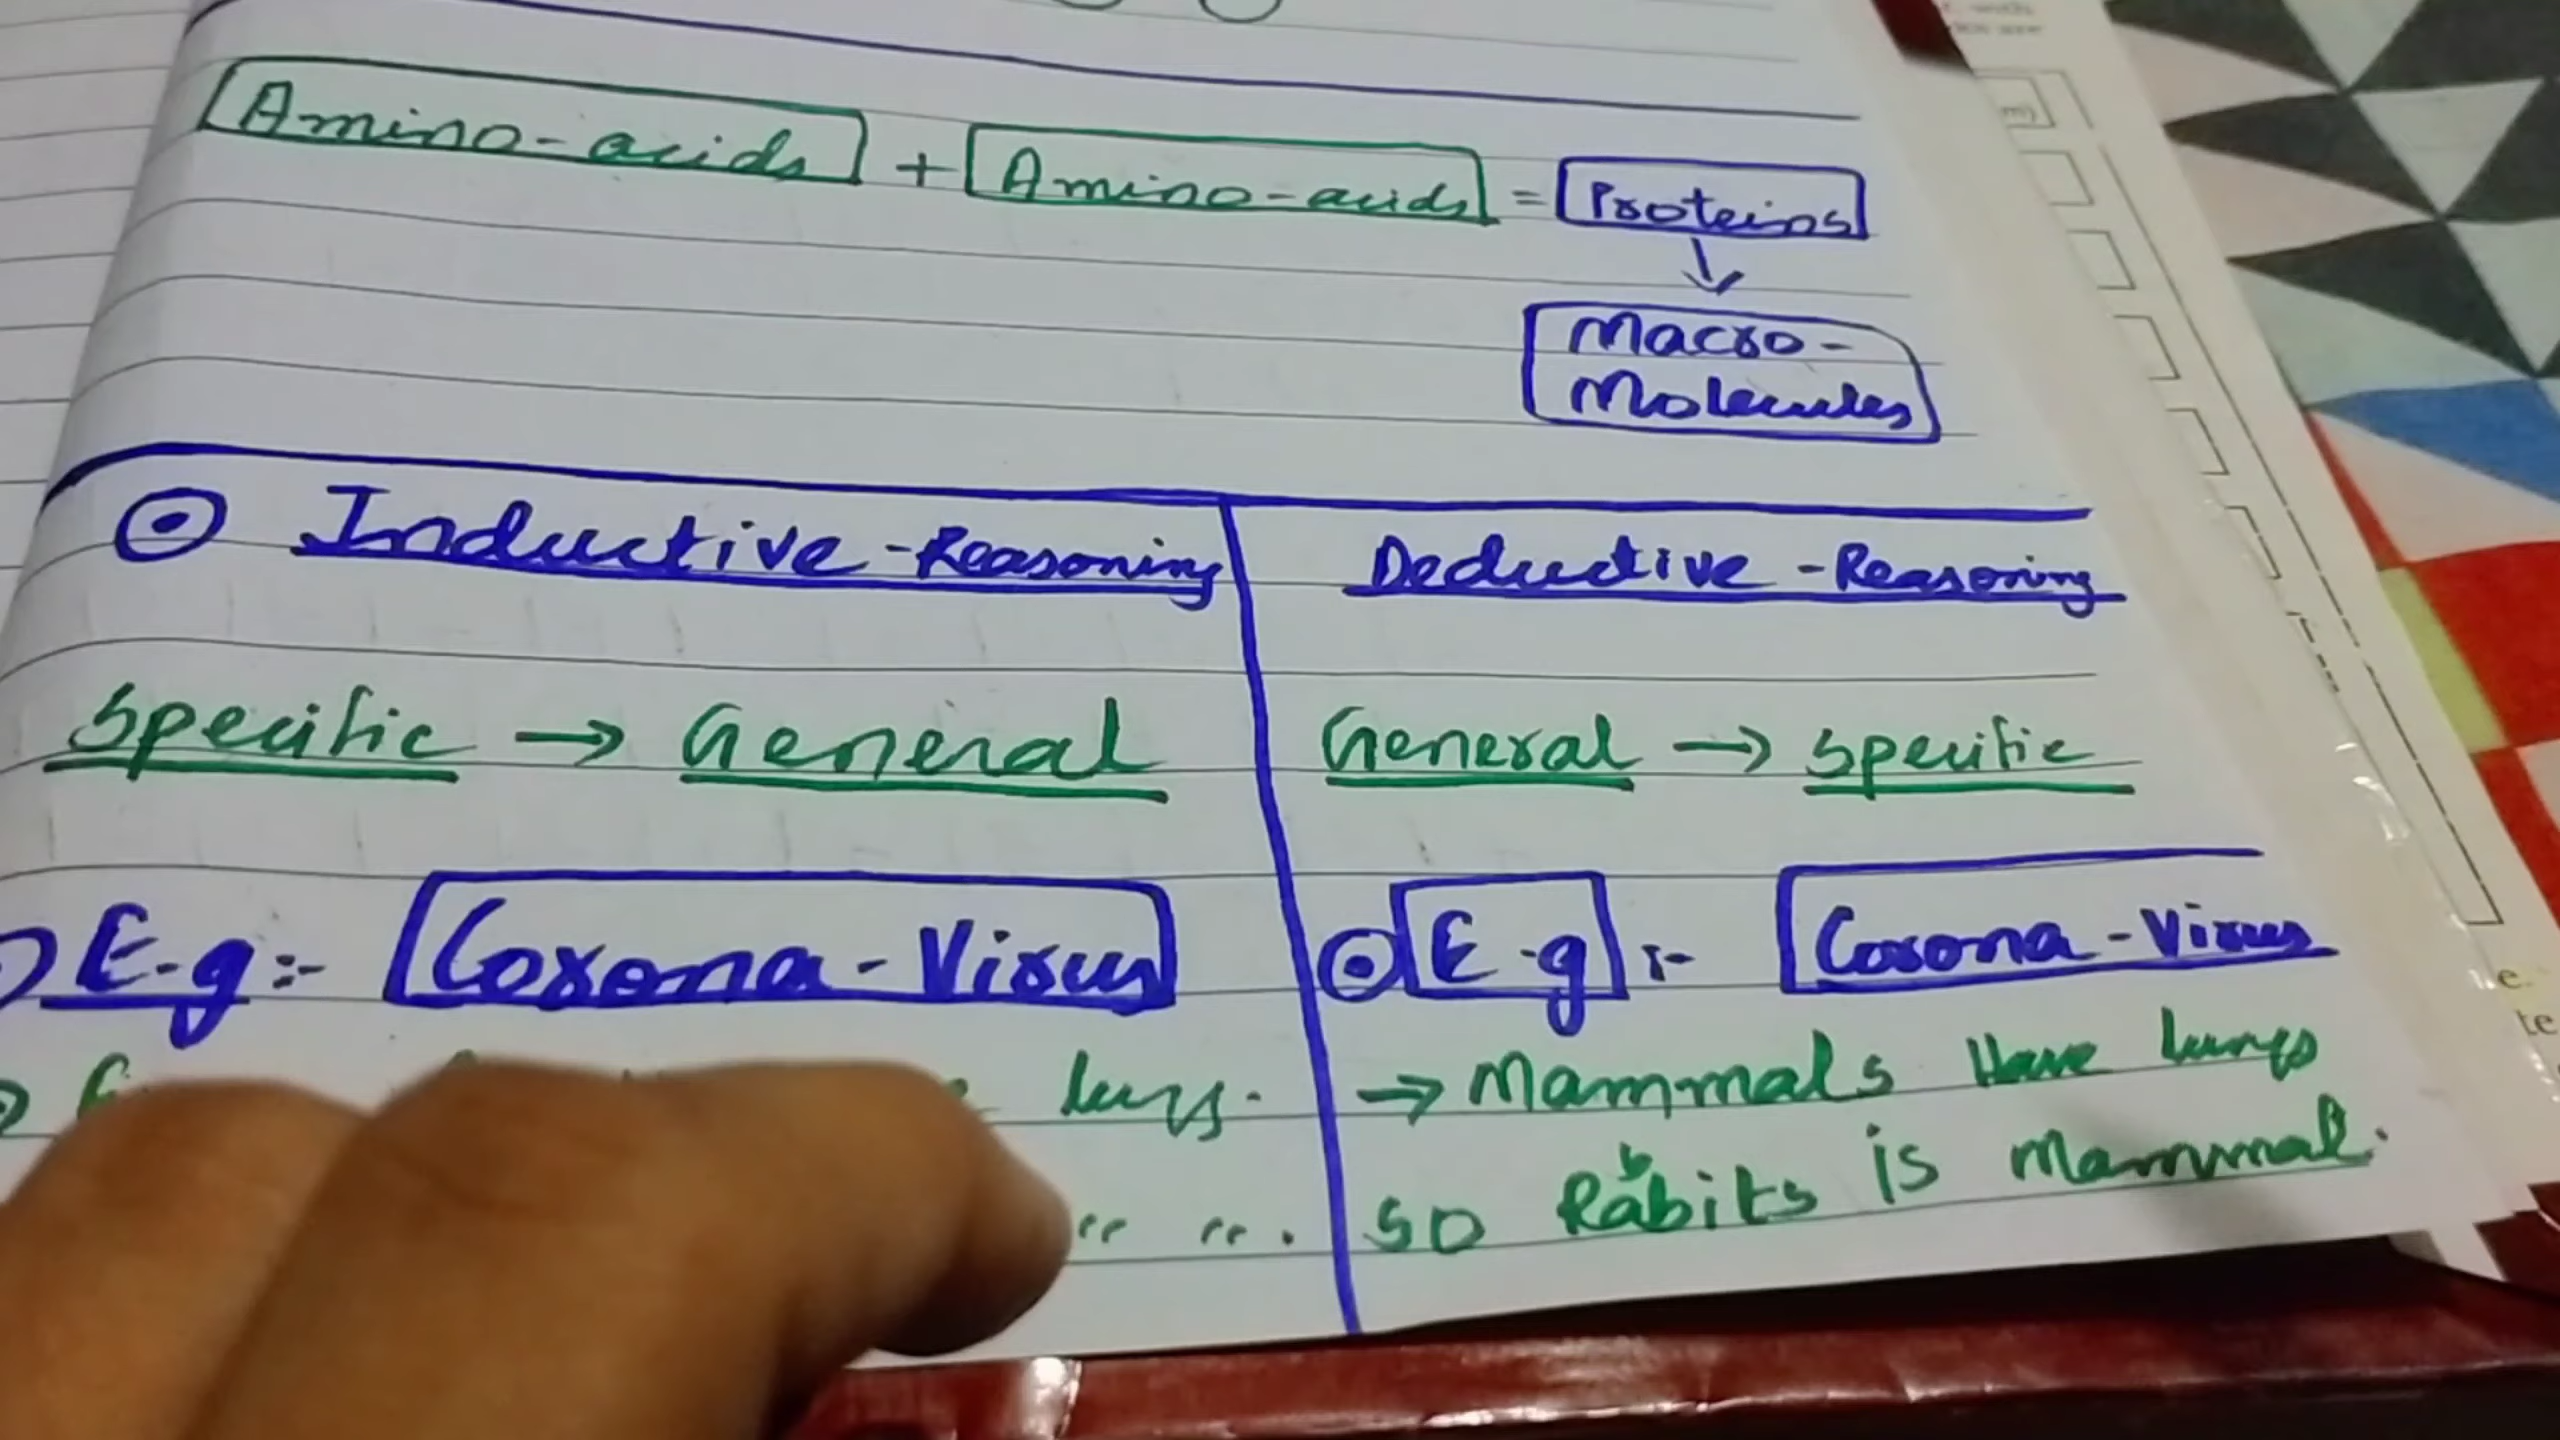 Amino-acids + Amino-acids = Proteins
↓
Macro-
Molecules
Inductive-Reasoning
Specific → General
E.g:- Corona-Virus
lungs.
" " .
Deductive-Reasoning
General → Specific
E.g :- Corona-Virus
→ Mammals Have lungs
so Rabbits is Mammal.